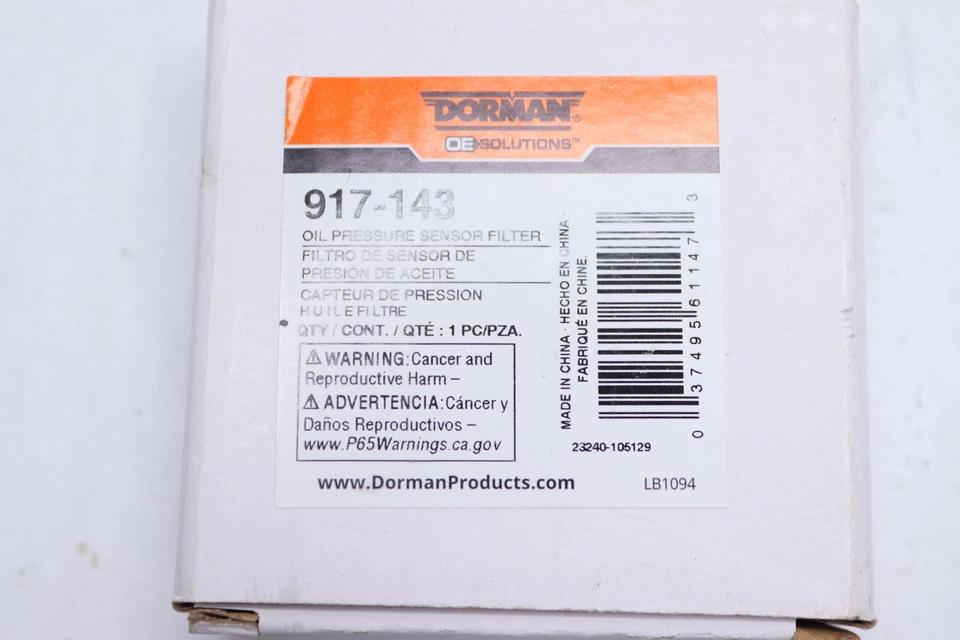 DORMAN®
OE SOLUTIONS™
917-143
OIL PRESSURE SENSOR FILTER
FILTRO DE SENSOR DE
PRESIÓN DE ACEITE
CAPTEUR DE PRESSION
HUILE FILTRE
QTY / CONT. / QTÉ : 1 PC/PZA.
⚠ WARNING: Cancer and
Reproductive Harm –
⚠ ADVERTENCIA: Cáncer y
Daños Reproductivos –
www.P65Warnings.ca.gov
MADE IN CHINA · HECHO EN CHINA ·
FABRIQUÉ EN CHINE.
0 37495 61147 3
23240-105129
www.DormanProducts.com
LB1094